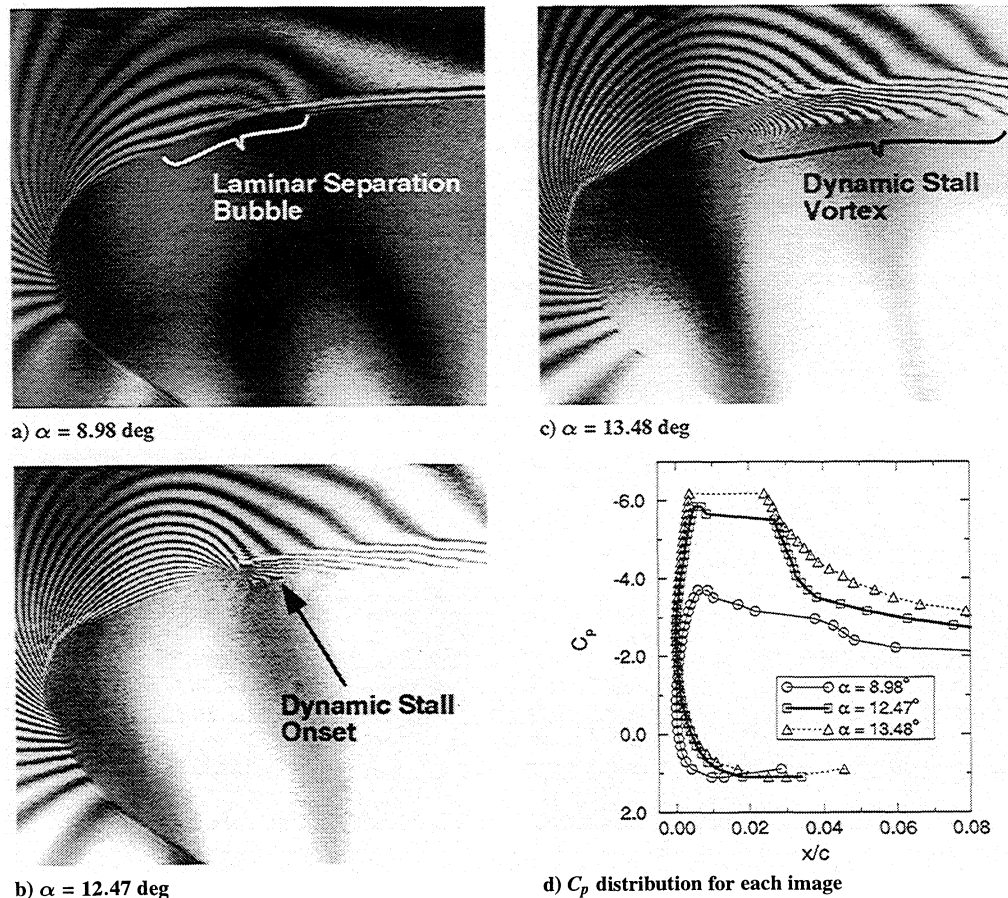 Laminar Separation
Bubble
a) α = 8.98 deg
Dynamic Stall
Onset
b) α = 12.47 deg
Dynamic Stall
Vortex
c) α = 13.48 deg
-6.0
-4.0
-2.0
0.0
2.0
Cₚ
α = 8.98°
α = 12.47°
α = 13.48°
0.00 0.02 0.04 0.06 0.08
x/c
d) Cₚ distribution for each image